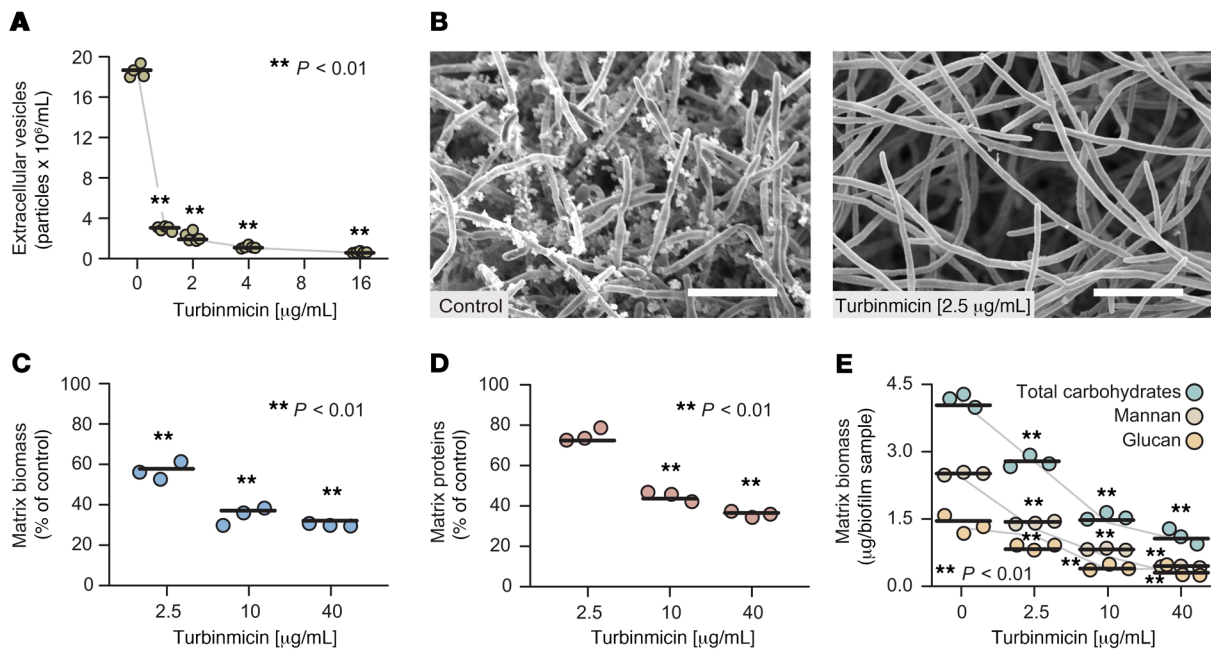 A
Extracellular vesicles
(particles x 10⁶/mL)
20
16
12
8
4
0
** P < 0.01
**
**
**
**
0
2
4
8
16
Turbinmicin [μg/mL]
B
Control
Turbinmicin [2.5 μg/mL]
C
Matrix biomass
(% of control)
100
80
60
40
20
0
** P < 0.01
**
**
**
2.5
10
40
Turbinmicin [μg/mL]
D
Matrix proteins
(% of control)
100
80
60
40
20
0
** P < 0.01
**
**
2.5
10
40
Turbinmicin [μg/mL]
E
Matrix biomass
(μg/biofilm sample)
4.5
3.0
1.5
0.0
Total carbohydrates
Mannan
Glucan
**
**
**
**
**
**
**
**
**
** P < 0.01
0
2.5
10
40
Turbinmicin [μg/mL]